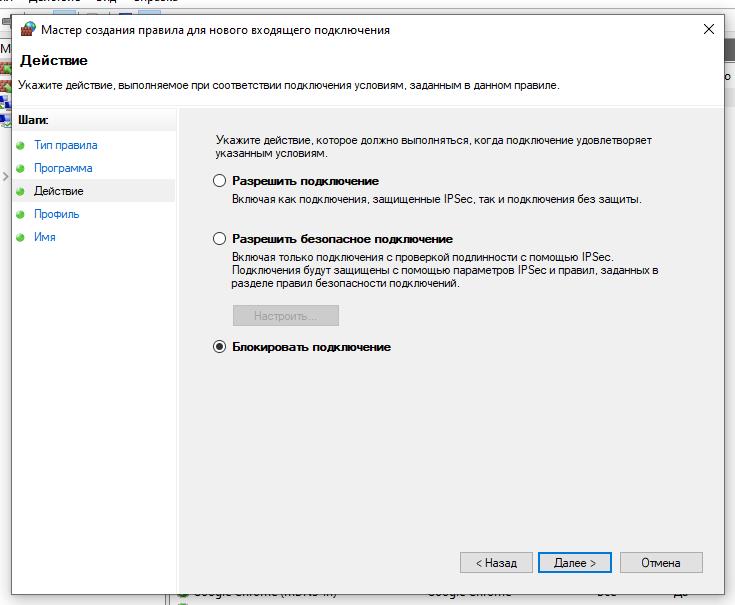 Мастер создания правила для нового входящего подключения
Действие
Укажите действие, выполняемое при соответствии подключения условиям, заданным в данном правиле.
Шаги:
Тип правила
Программа
Действие
Профиль
Имя
Укажите действие, которое должно выполняться, когда подключение удовлетворяет
указанным условиям.
Разрешить подключение
Включая как подключения, защищенные IPSec, так и подключения без защиты.
Разрешить безопасное подключение
Включая только подключения с проверкой подлинности с помощью IPSec.
Подключения будут защищены с помощью параметров IPSec и правил, заданных в
разделе правил безопасности подключений.
Настроить...
Блокировать подключение
< Назад
Далее >
Отмена